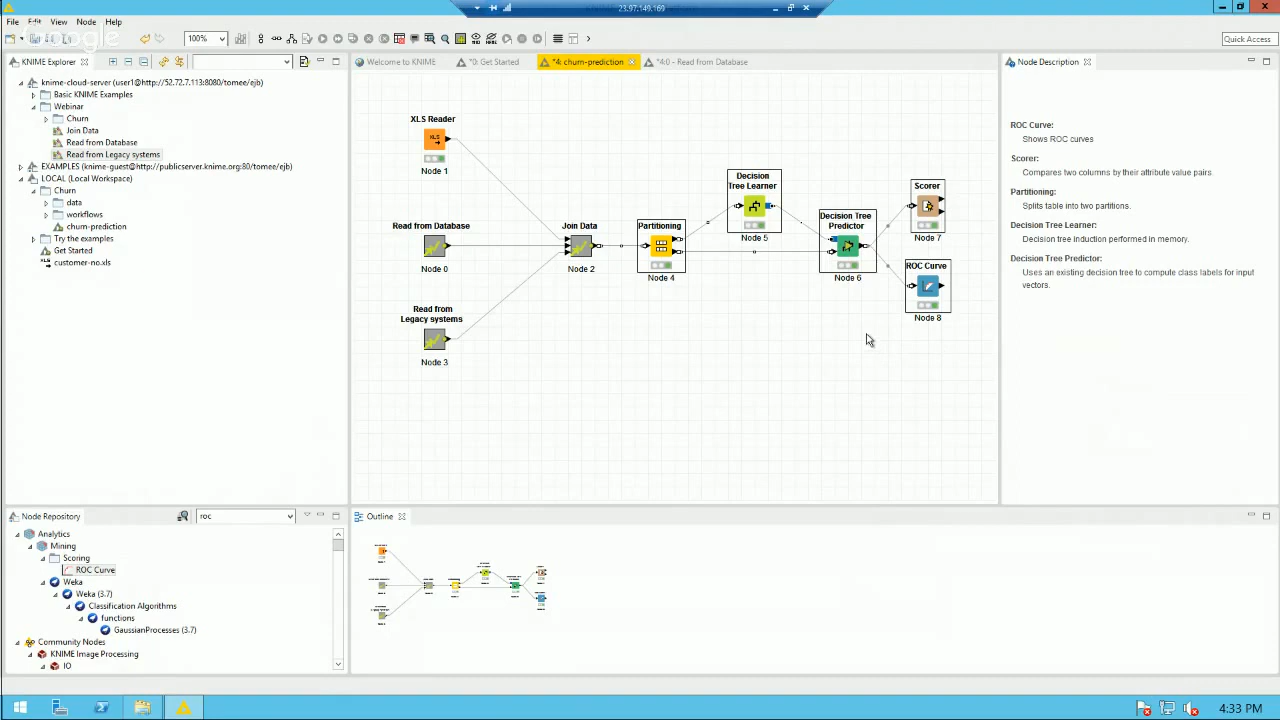 23.97.149.169
File Edit View Node Help
Google
100%
Quick Access
KNIME Explorer
knime-cloud-server (user1@http://52.72.7.113:8080/tomee/ejb)
Basic KNIME Examples
Webinar
Churn
Join Data
Read from Database
Read from Legacy systems
EXAMPLES (knime-guest@http://publicserver.knime.org:80/tomee/ejb)
LOCAL (Local Workspace)
Churn
data
workflows
churn-prediction
Try the examples
Get Started
customer-no.xls
Welcome to KNIME
*0: Get Started
*4: churn-prediction
*4:0 - Read from Database
XLS Reader
XLS
Node 1
Read from Database
Node 0
Read from
Legacy systems
Node 3
Join Data
Node 2
Partitioning
Node 4
Decision
Tree Learner
Node 5
Decision Tree
Predictor
Node 6
Scorer
Node 7
ROC Curve
Node 8
Node Description
ROC Curve:
Shows ROC curves
Scorer:
Compares two columns by their attribute value pairs.
Partitioning:
Splits table into two partitions.
Decision Tree Learner:
Decision tree induction performed in memory.
Decision Tree Predictor:
Uses an existing decision tree to compute class labels for input
vectors.
Node Repository
roc
Analytics
Mining
Scoring
ROC Curve
Weka
Weka (3.7)
Classification Algorithms
functions
GaussianProcesses (3.7)
Community Nodes
KNIME Image Processing
IO
Outline
4:33 PM